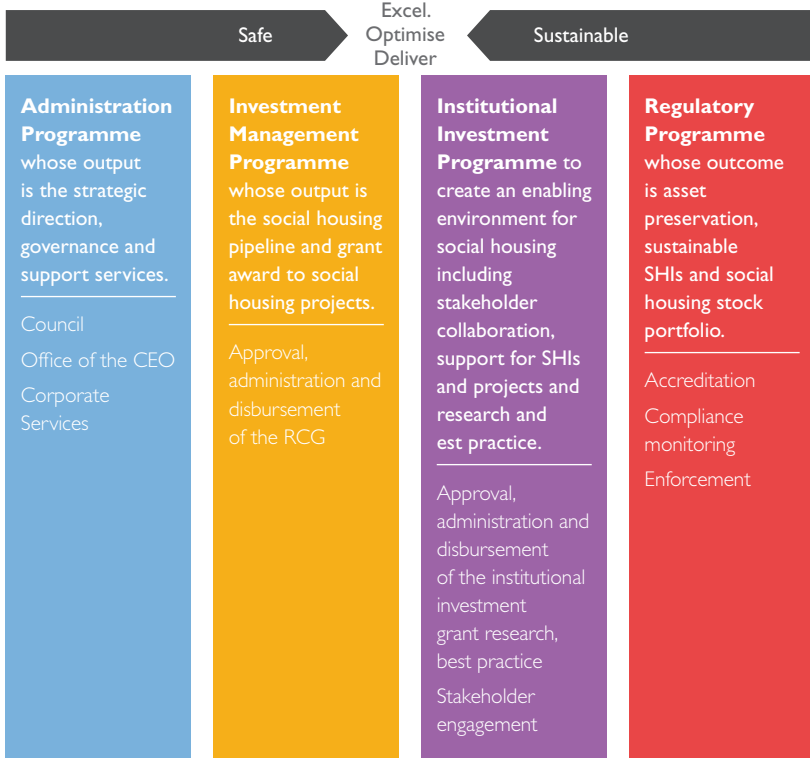 Safe
Excel.
Optimise
Deliver
Sustainable
Administration
Programme
whose output
is the strategic
direction,
governance and
support services.
Council
Office of the CEO
Corporate
Services
Investment
Management
Programme
whose output is
the social housing
pipeline and grant
award to social
housing projects.
Approval,
administration and
disbursement
of the RCG
Institutional
Investment
Programme to
create an enabling
environment for
social housing
including
stakeholder
collaboration,
support for SHIs
and projects and
research and
est practice.
Approval,
administration and
disbursement
of the institutional
investment
grant research,
best practice
Stakeholder
engagement
Regulatory
Programme
whose outcome
is asset
preservation,
sustainable
SHIs and social
housing stock
portfolio.
Accreditation
Compliance
monitoring
Enforcement